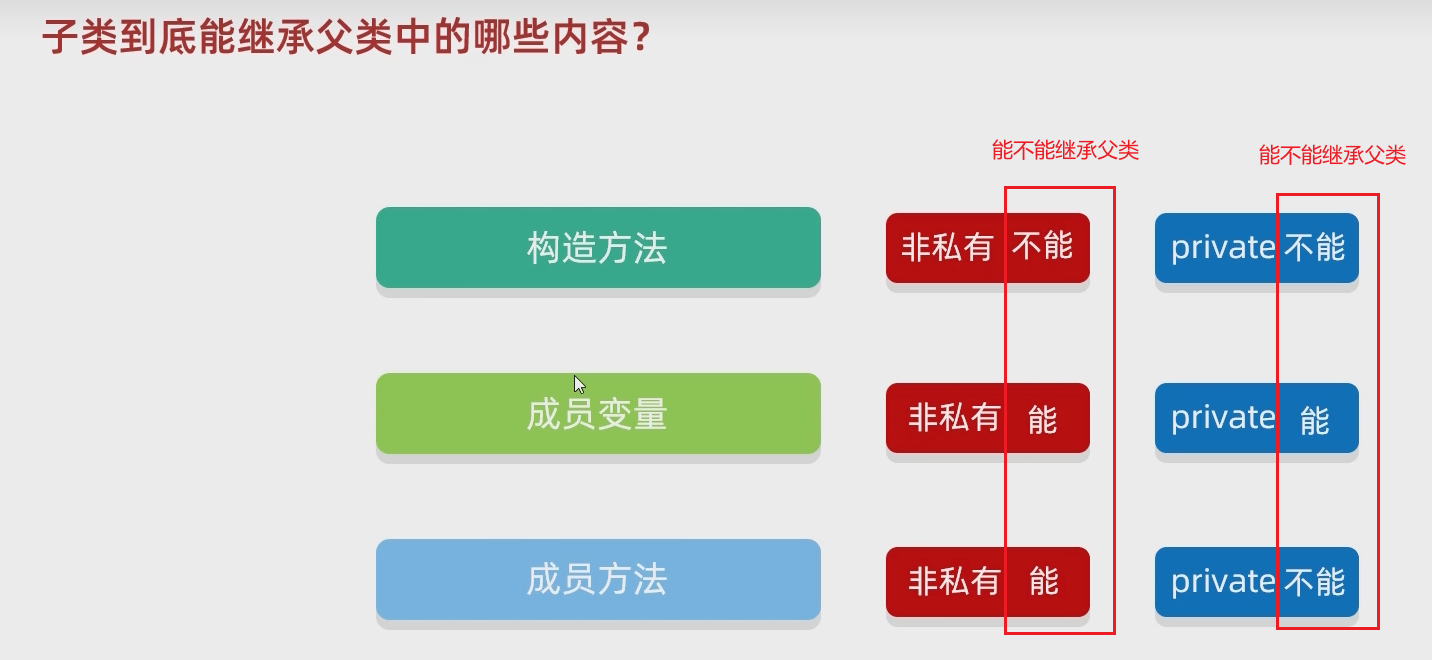 子类到底能继承父类中的哪些内容？
能不能继承父类 能不能继承父类
构造方法 非私有 不能 private 不能
成员变量 非私有 能 private 能
成员方法 非私有 能 private 不能